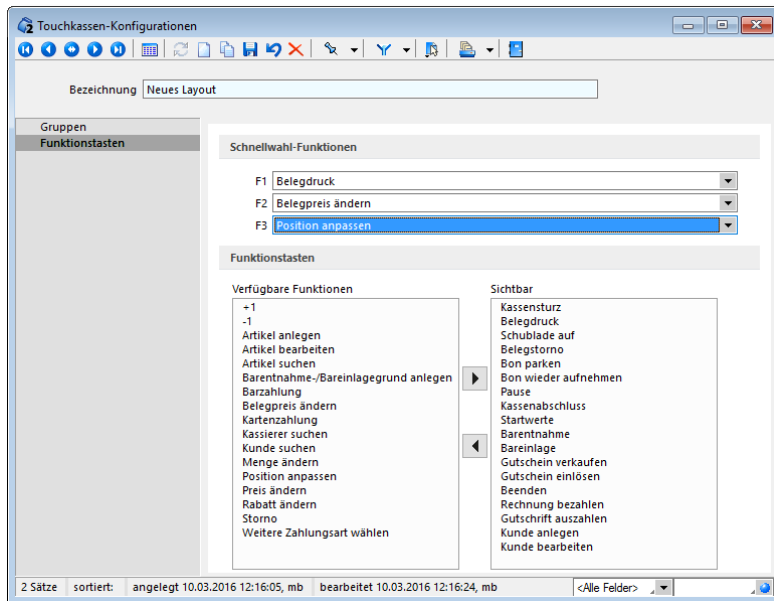 Touchkassen-Konfigurationen
Bezeichnung Neues Layout
Gruppen
Funktionstasten
Schnellwahl-Funktionen
F1 Belegdruck
F2 Belegpreis ändern
F3 Position anpassen
Funktionstasten
Verfügbare Funktionen
+1
-1
Artikel anlegen
Artikel bearbeiten
Artikel suchen
Barentnahme-/Bareinlagegrund anlegen
Barzahlung
Belegpreis ändern
Kartenzahlung
Kassierer suchen
Kunde suchen
Menge ändern
Position anpassen
Preis ändern
Rabatt ändern
Storno
Weitere Zahlungsart wählen
Sichtbar
Kassensturz
Belegdruck
Schublade auf
Belegstorno
Bon parken
Bon wieder aufnehmen
Pause
Kassenabschluss
Startwerte
Barentnahme
Bareinlage
Gutschein verkaufen
Gutschein einlösen
Beenden
Rechnung bezahlen
Gutschrift auszahlen
Kunde anlegen
Kunde bearbeiten
2 Sätze sortiert: angelegt 10.03.2016 12:16:05, mb bearbeitet 10.03.2016 12:16:24, mb <Alle Felder>